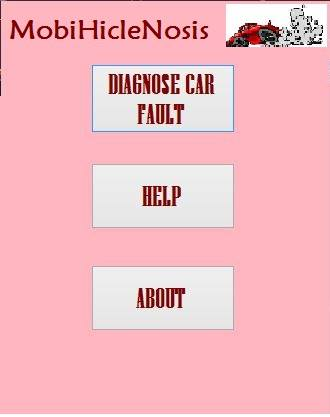 MobiHicleNosis
DIAGNOSE CAR
FAULT
HELP
ABOUT